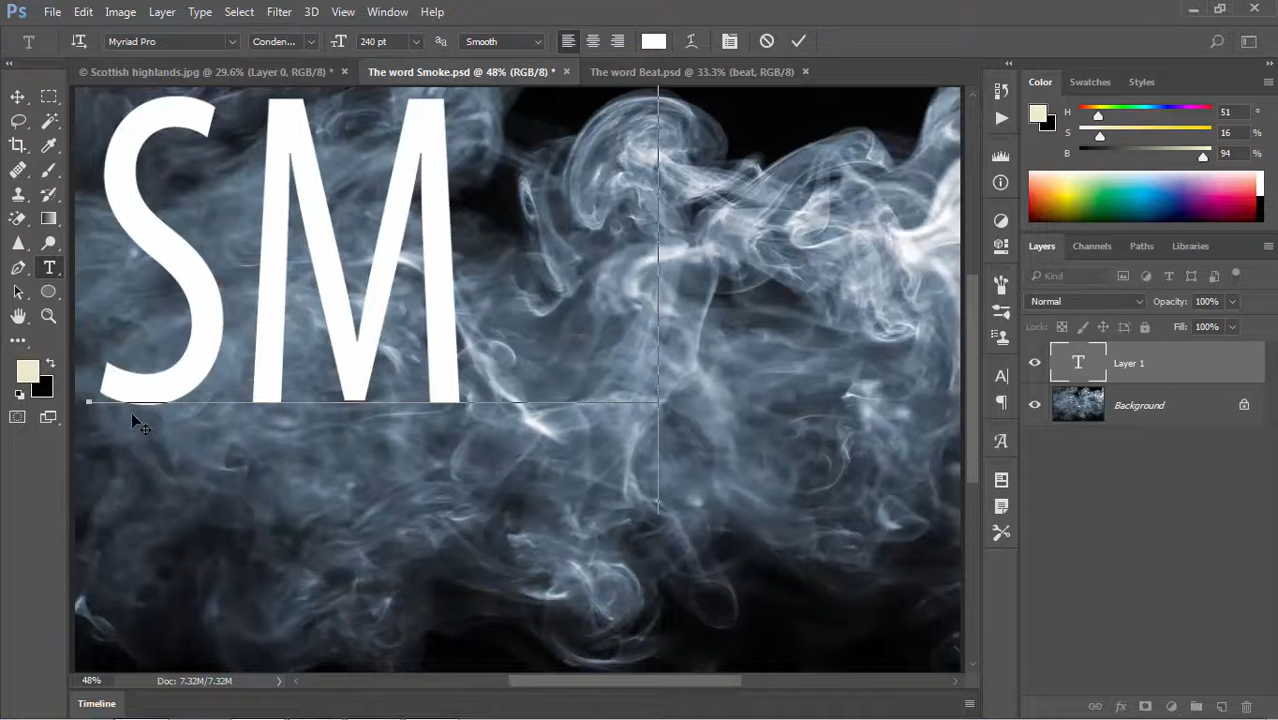 Ps File Edit Image Layer Type Select Filter 3D View Window Help
T Myriad Pro Conden... 240 pt Smooth
© Scottish highlands.jpg @ 29.6% (Layer 0, RGB/8) * × The word Smoke.psd @ 48% (RGB/8) * × The word Beat.psd @ 33.3% (beat, RGB/8) ×
SM
Color Swatches Styles
H 51 °
S 16 %
B 94 %
Layers Channels Paths Libraries
Kind
Normal Opacity: 100%
Lock: Fill: 100%
T Layer 1
Background
48% Doc: 7.32M/7.32M
Timeline